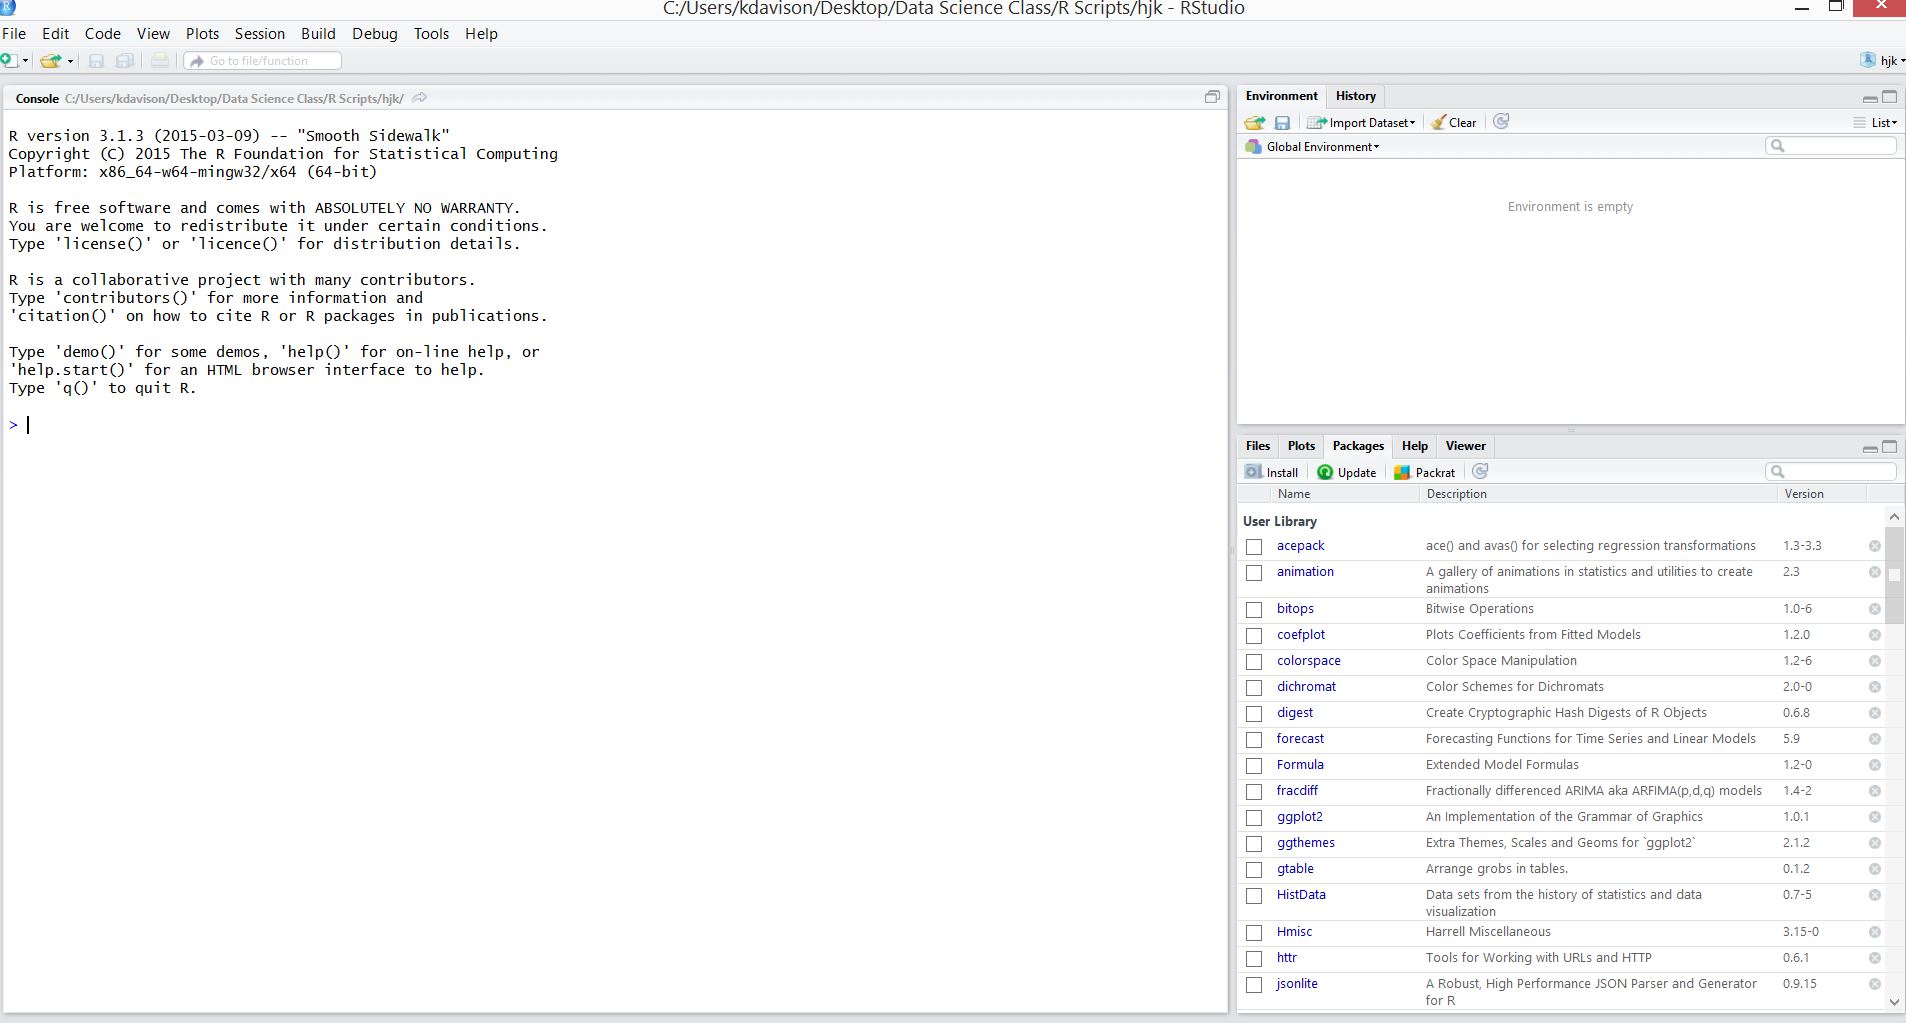 C:/Users/kdavison/Desktop/Data Science Class/R Scripts/hjk - RStudio
File Edit Code View Plots Session Build Debug Tools Help
Go to file/function
hjk
Console C:/Users/kdavison/Desktop/Data Science Class/R Scripts/hjk/
R version 3.1.3 (2015-03-09) -- "Smooth Sidewalk"
Copyright (C) 2015 The R Foundation for Statistical Computing
Platform: x86_64-w64-mingw32/x64 (64-bit)
R is free software and comes with ABSOLUTELY NO WARRANTY.
You are welcome to redistribute it under certain conditions.
Type 'license()' or 'licence()' for distribution details.
R is a collaborative project with many contributors.
Type 'contributors()' for more information and
'citation()' on how to cite R or R packages in publications.
Type 'demo()' for some demos, 'help()' for on-line help, or
'help.start()' for an HTML browser interface to help.
Type 'q()' to quit R.
>
Environment History
Import Dataset Clear List
Global Environment
Environment is empty
Files Plots Packages Help Viewer
Install Update Packrat
Name Description Version
User Library
acepack ace() and avas() for selecting regression transformations 1.3-3.3
animation A gallery of animations in statistics and utilities to create 2.3
animations
bitops Bitwise Operations 1.0-6
coefplot Plots Coefficients from Fitted Models 1.2.0
colorspace Color Space Manipulation 1.2-6
dichromat Color Schemes for Dichromats 2.0-0
digest Create Cryptographic Hash Digests of R Objects 0.6.8
forecast Forecasting Functions for Time Series and Linear Models 5.9
Formula Extended Model Formulas 1.2-0
fracdiff Fractionally differenced ARIMA aka ARFIMA(p,d,q) models 1.4-2
ggplot2 An Implementation of the Grammar of Graphics 1.0.1
ggthemes Extra Themes, Scales and Geoms for `ggplot2` 2.1.2
gtable Arrange grobs in tables. 0.1.2
HistData Data sets from the history of statistics and data 0.7-5
visualization
Hmisc Harrell Miscellaneous 3.15-0
httr Tools for Working with URLs and HTTP 0.6.1
jsonlite A Robust, High Performance JSON Parser and Generator 0.9.15
for R